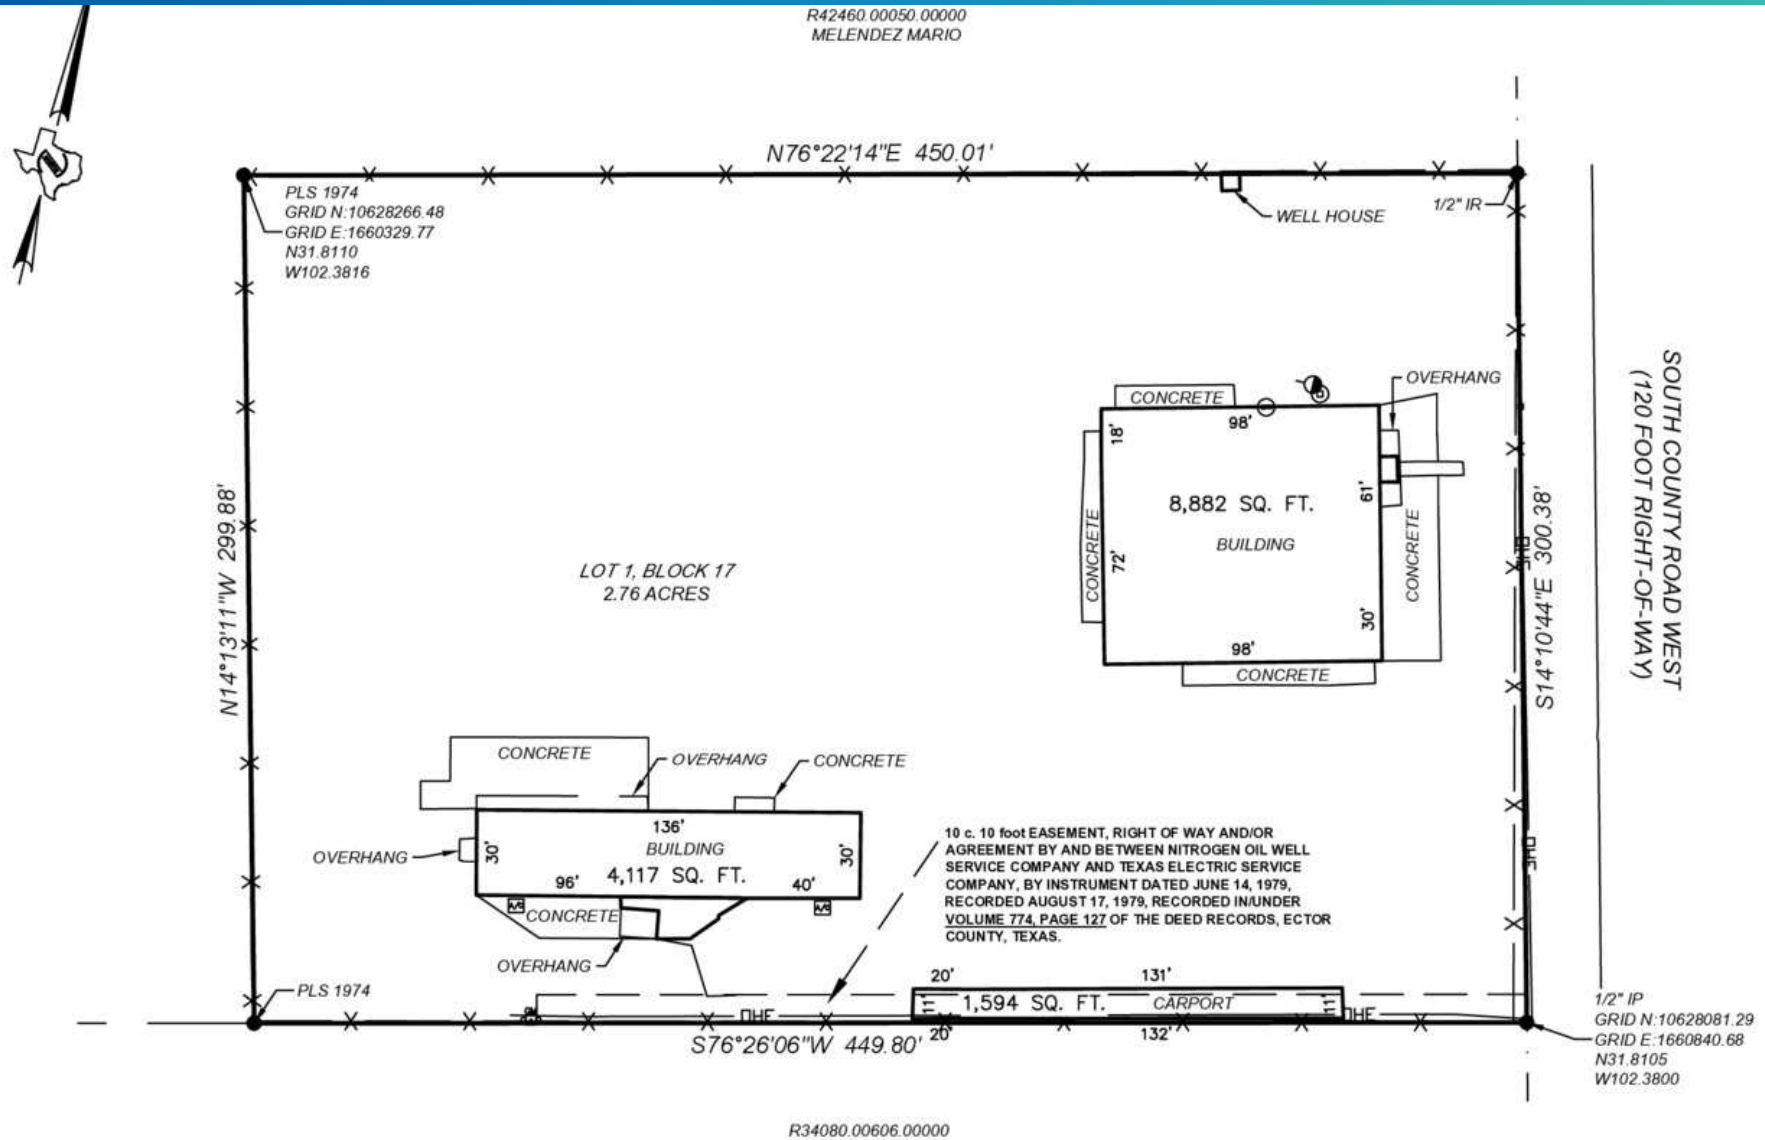 R42460.00050.00000
MELENDEZ MARIO
N76°22'14"E 450.01'
PLS 1974
GRID N:10628266.48
GRID E:1660329.77
N31.8110
W102.3816
WELL HOUSE
1/2" IR
SOUTH COUNTY ROAD WEST
(120 FOOT RIGHT-OF-WAY)
OVERHANG
CONCRETE
98'
18'
61'
8,882 SQ. FT.
BUILDING
CONCRETE
72'
CONCRETE
30'
98'
CONCRETE
N14°13'11"W 299.88'
S14°10'44"E 300.38'
OHE
LOT 1, BLOCK 17
2.76 ACRES
CONCRETE
OVERHANG
CONCRETE
136'
BUILDING
4,117 SQ. FT.
30'
30'
OVERHANG
96'
40'
A/C
A/C
CONCRETE
OVERHANG
10 c. 10 foot EASEMENT, RIGHT OF WAY AND/OR
AGREEMENT BY AND BETWEEN NITROGEN OIL WELL
SERVICE COMPANY AND TEXAS ELECTRIC SERVICE
COMPANY, BY INSTRUMENT DATED JUNE 14, 1979,
RECORDED AUGUST 17, 1979, RECORDED IN/UNDER
VOLUME 774, PAGE 127 OF THE DEED RECORDS, ECTOR
COUNTY, TEXAS.
OHE
PLS 1974
20'
131'
11'
1,594 SQ. FT.
CARPORT
11'
OHE
OHE
20'
132'
S76°26'06"W 449.80'
1/2" IP
GRID N:10628081.29
GRID E:1660840.68
N31.8105
W102.3800
R34080.00606.00000